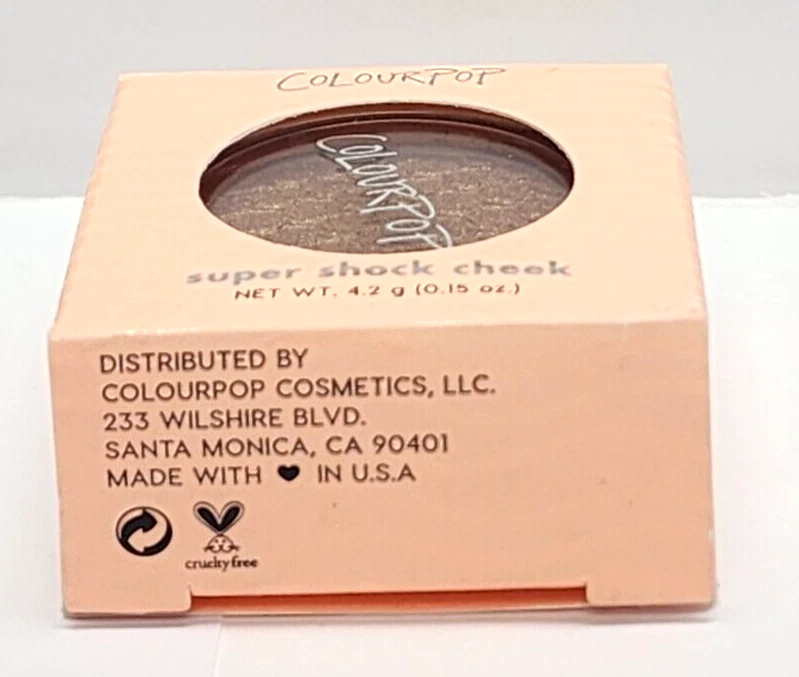 COLOURPOP
COLOURPOP
super shock cheek
NET WT. 4.2 g (0.15 oz.)
DISTRIBUTED BY
COLOURPOP COSMETICS, LLC.
233 WILSHIRE BLVD.
SANTA MONICA, CA 90401
MADE WITH ♥ IN U.S.A
cruelty free